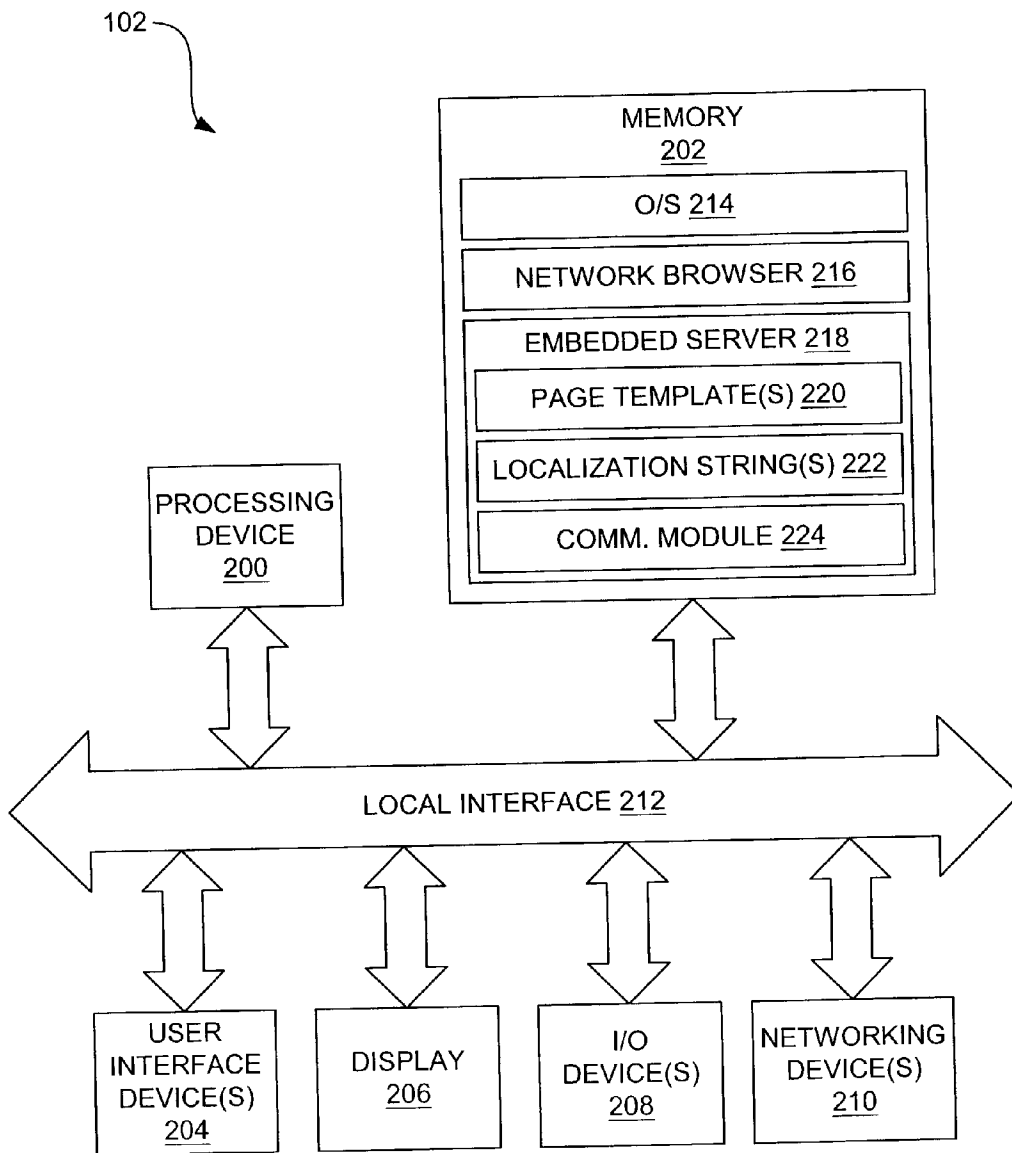 102
MEMORY
202
O/S 214
NETWORK BROWSER 216
EMBEDDED SERVER 218
PAGE TEMPLATE(S) 220
LOCALIZATION STRING(S) 222
COMM. MODULE 224
PROCESSING
DEVICE
200
LOCAL INTERFACE 212
USER
INTERFACE
DEVICE(S)
204
DISPLAY
206
I/O
DEVICE(S)
208
NETWORKING
DEVICE(S)
210